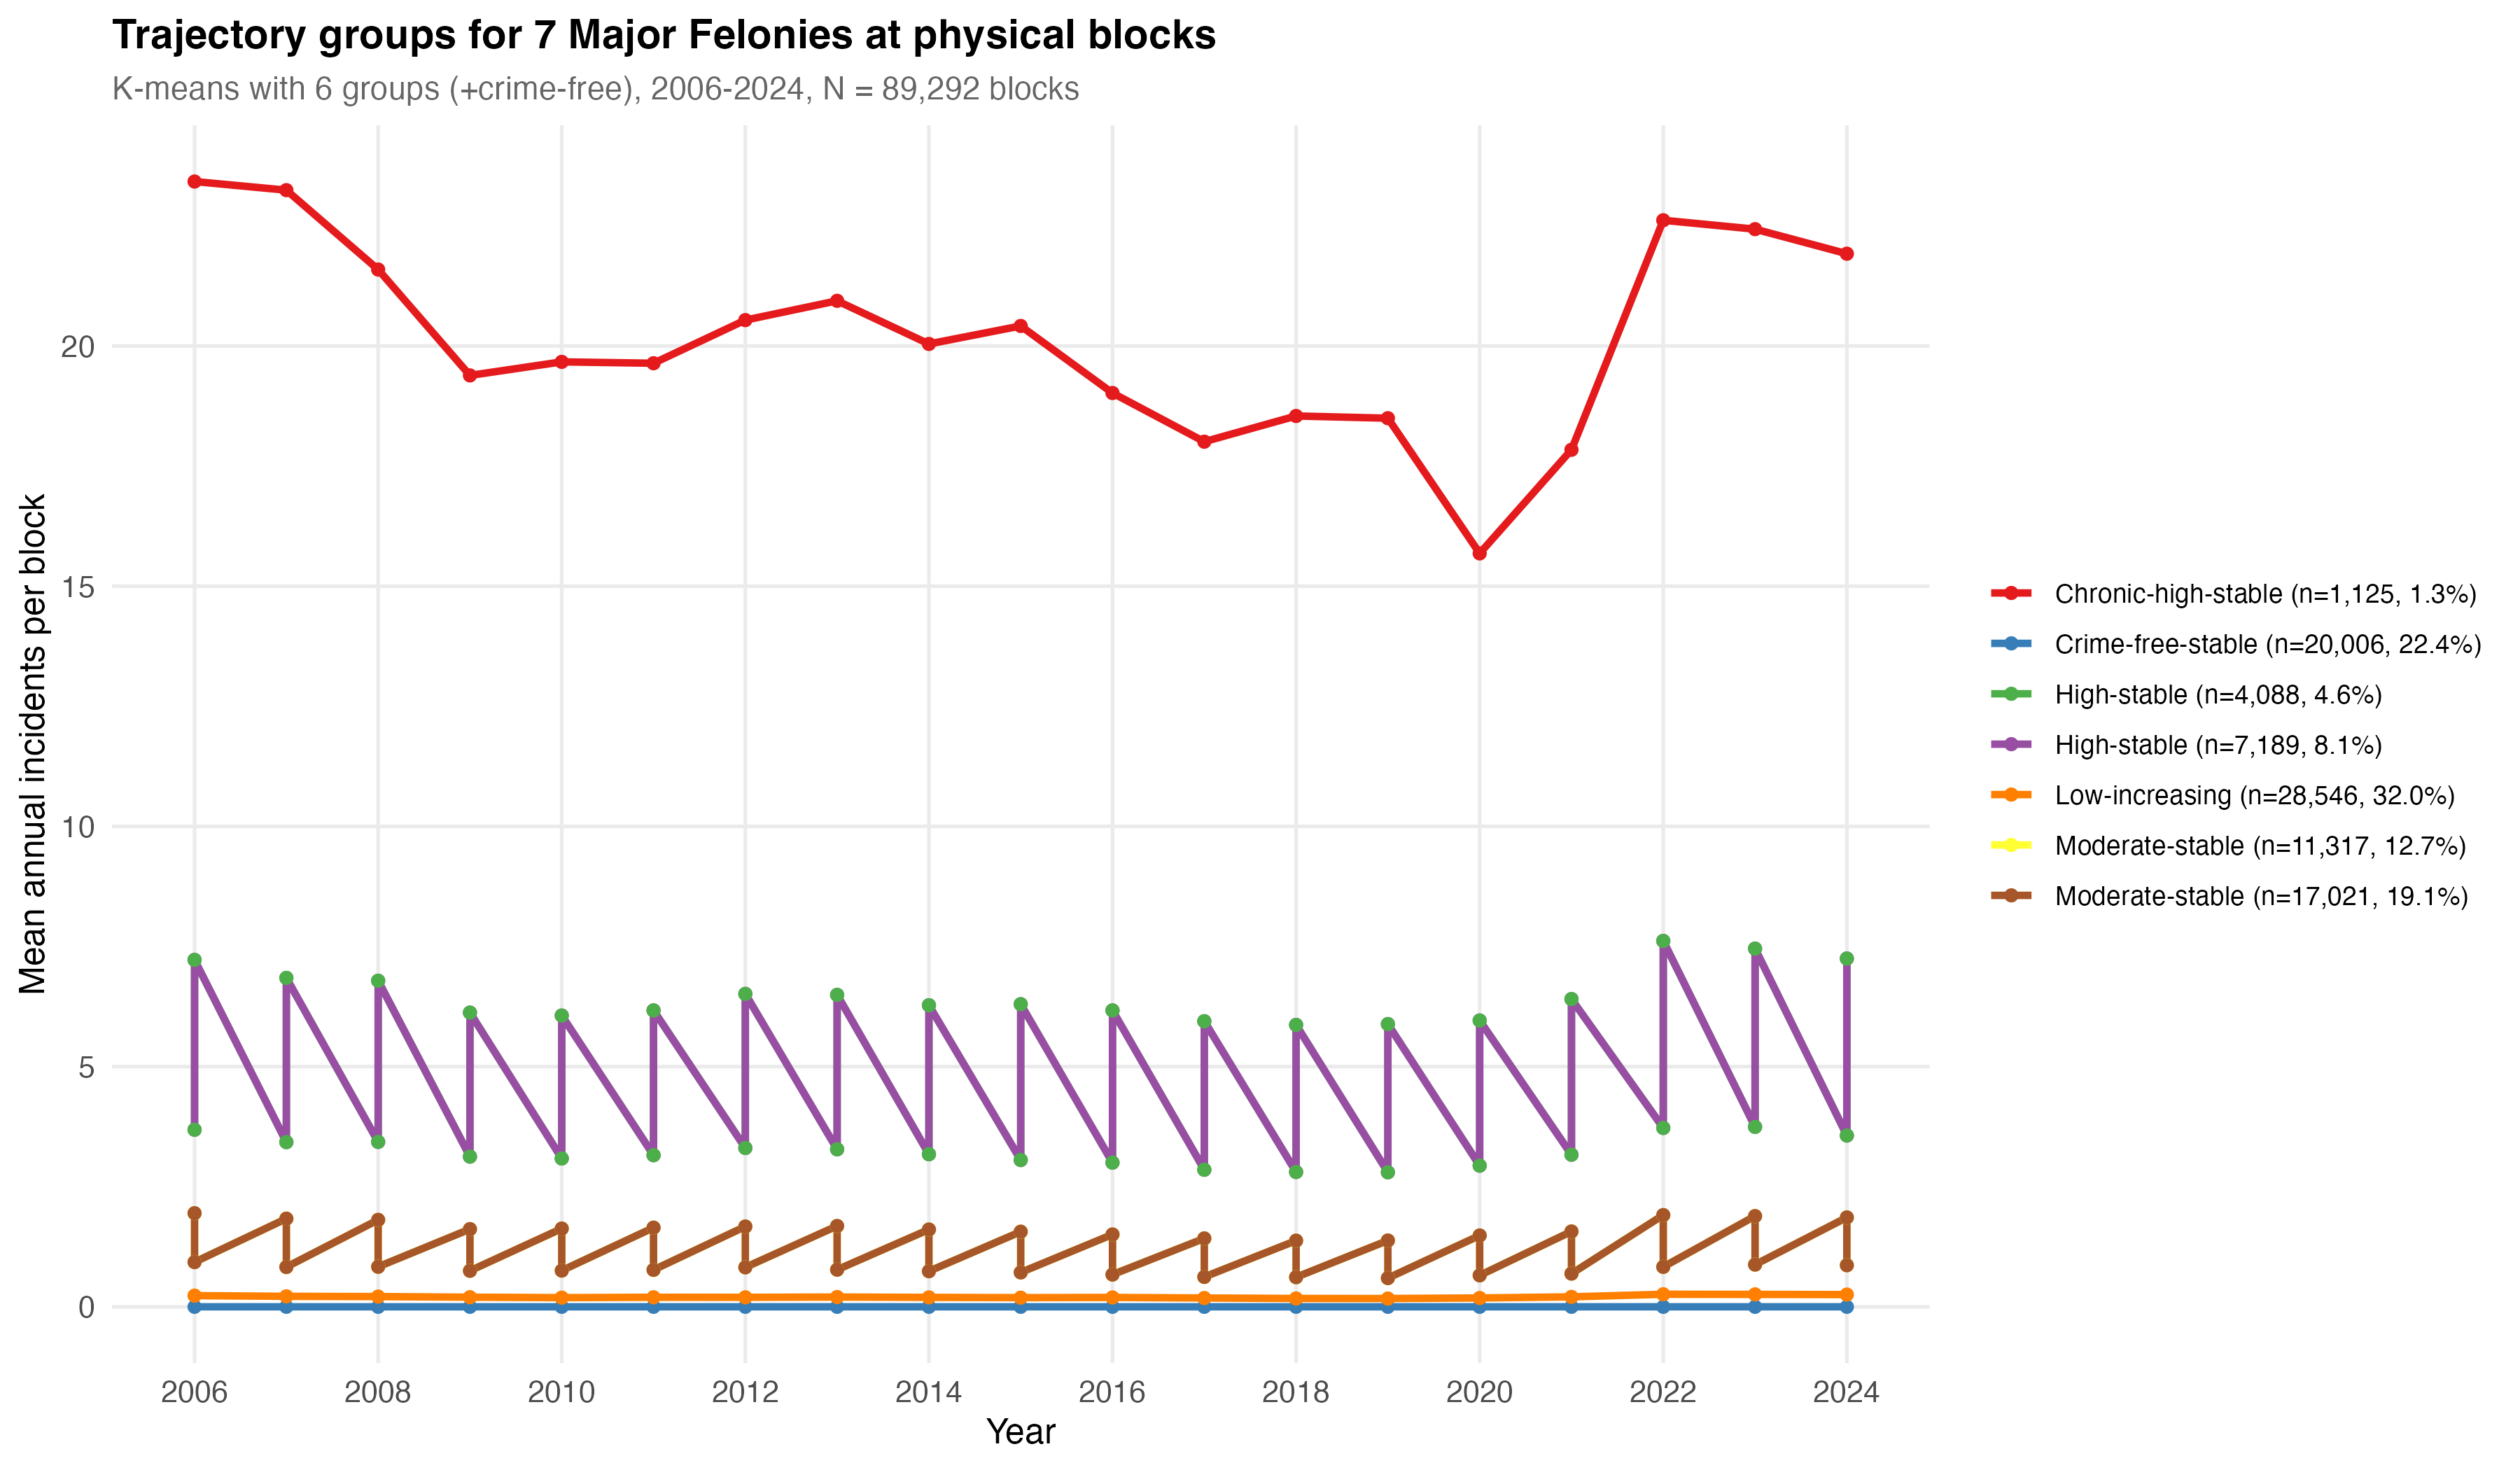 Trajectory groups for 7 Major Felonies at physical blocks
K-means with 6 groups (+crime-free), 2006-2024, N = 89,292 blocks
Mean annual incidents per block
20
15
10
5
0
2006 2008 2010 2012 2014 2016 2018 2020 2022 2024
Year
Chronic-high-stable (n=1,125, 1.3%)
Crime-free-stable (n=20,006, 22.4%)
High-stable (n=4,088, 4.6%)
High-stable (n=7,189, 8.1%)
Low-increasing (n=28,546, 32.0%)
Moderate-stable (n=11,317, 12.7%)
Moderate-stable (n=17,021, 19.1%)